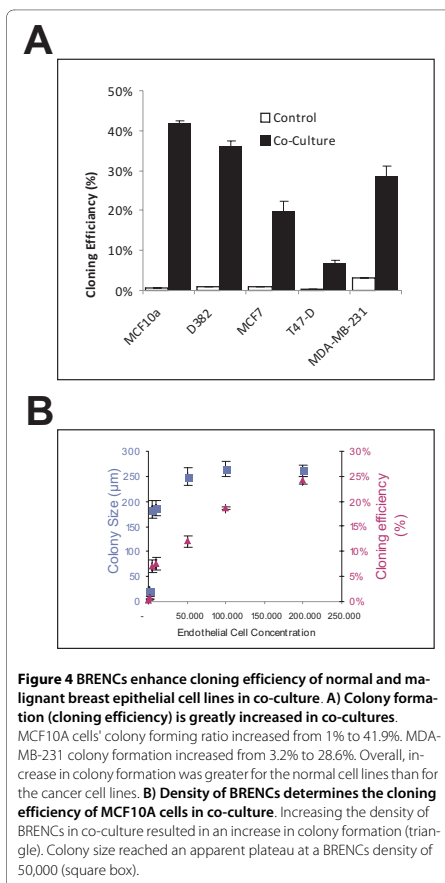 A
50%
40%
30%
20%
10%
0%
Cloning Efficiancy (%)
Control
Co-Culture
MCF10a
D382
MCF7
T47-D
MDA-MB-231
B
300
250
200
150
100
50
0
Colony Size (µm)
30%
25%
20%
15%
10%
5%
0%
Cloning efficiency
(%)
- 50.000 100.000 150.000 200.000 250.000
Endothelial Cell Concentration
Figure 4 BRENCs enhance cloning efficiency of normal and ma-
lignant breast epithelial cell lines in co-culture. A) Colony forma-
tion (cloning efficiency) is greatly increased in co-cultures.
MCF10A cells' colony forming ratio increased from 1% to 41.9%. MDA-
MB-231 colony formation increased from 3.2% to 28.6%. Overall, in-
crease in colony formation was greater for the normal cell lines than for
the cancer cell lines. B) Density of BRENCs determines the cloning
efficiency of MCF10A cells in co-culture. Increasing the density of
BRENCs in co-culture resulted in an increase in colony formation (trian-
gle). Colony size reached an apparent plateau at a BRENCs density of
50,000 (square box).